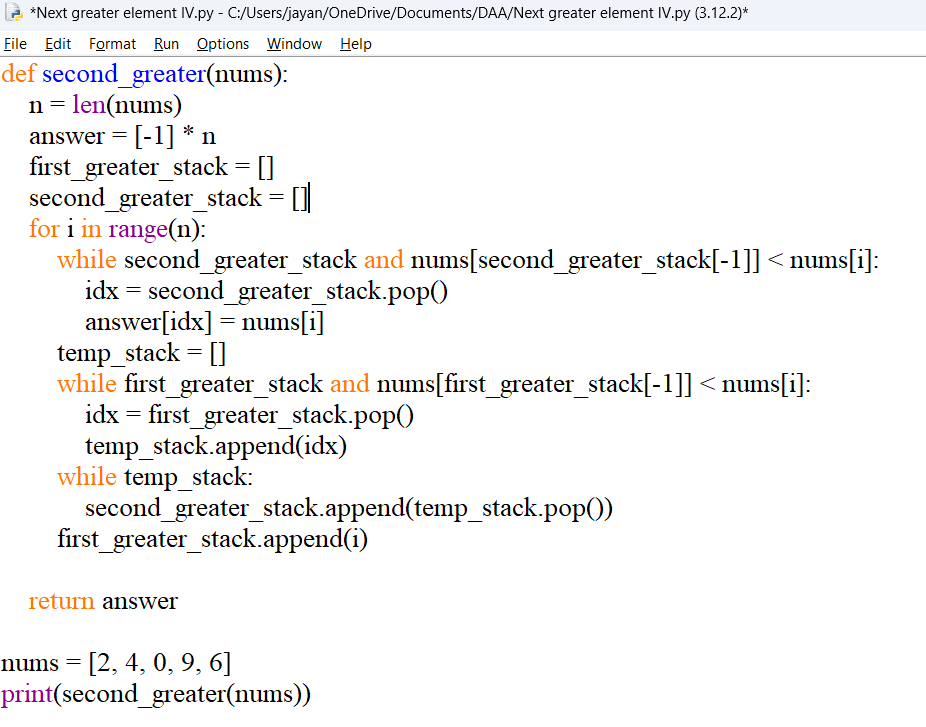 *Next greater element IV.py - C:/Users/jayan/OneDrive/Documents/DAA/Next greater element IV.py (3.12.2)*
File Edit Format Run Options Window Help
def second_greater(nums):
    n = len(nums)
    answer = [-1] * n
    first_greater_stack = []
    second_greater_stack = []
    for i in range(n):
        while second_greater_stack and nums[second_greater_stack[-1]] < nums[i]:
            idx = second_greater_stack.pop()
            answer[idx] = nums[i]
        temp_stack = []
        while first_greater_stack and nums[first_greater_stack[-1]] < nums[i]:
            idx = first_greater_stack.pop()
            temp_stack.append(idx)
        while temp_stack:
            second_greater_stack.append(temp_stack.pop())
        first_greater_stack.append(i)

    return answer

nums = [2, 4, 0, 9, 6]
print(second_greater(nums))